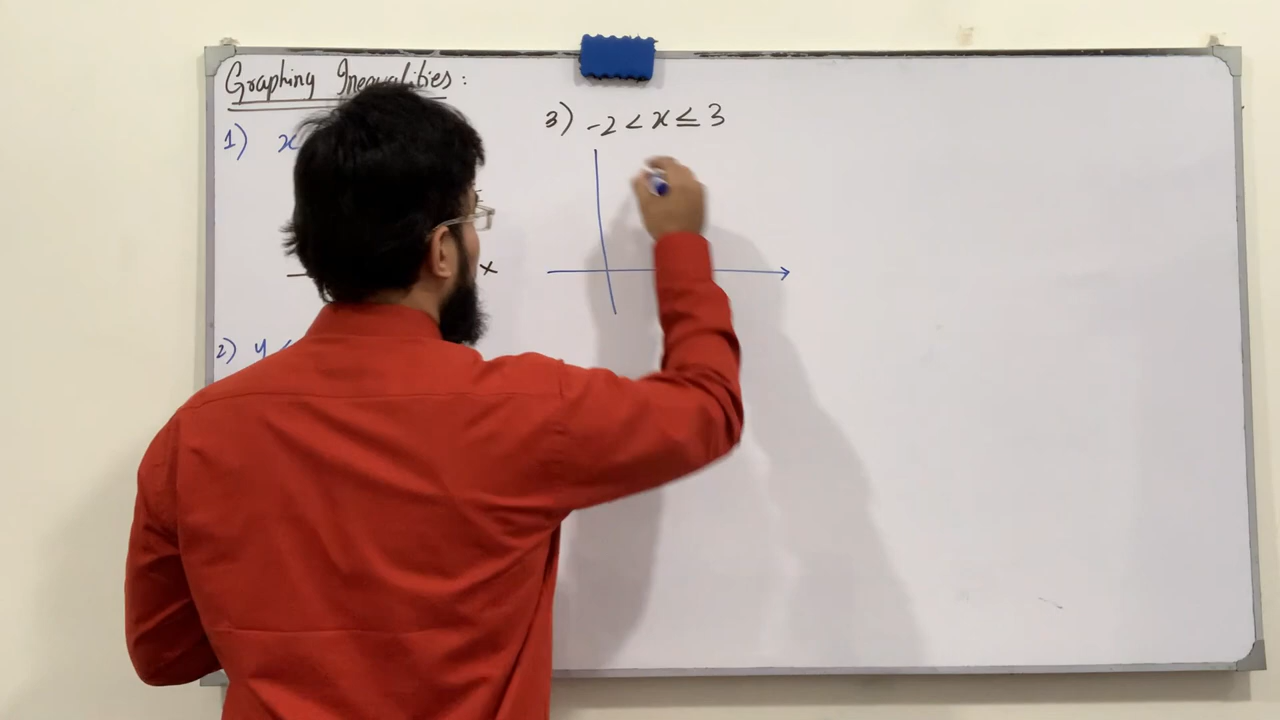 Graphing Inequalities:
1) x
3) -2 < x ≤ 3
x
2) y <